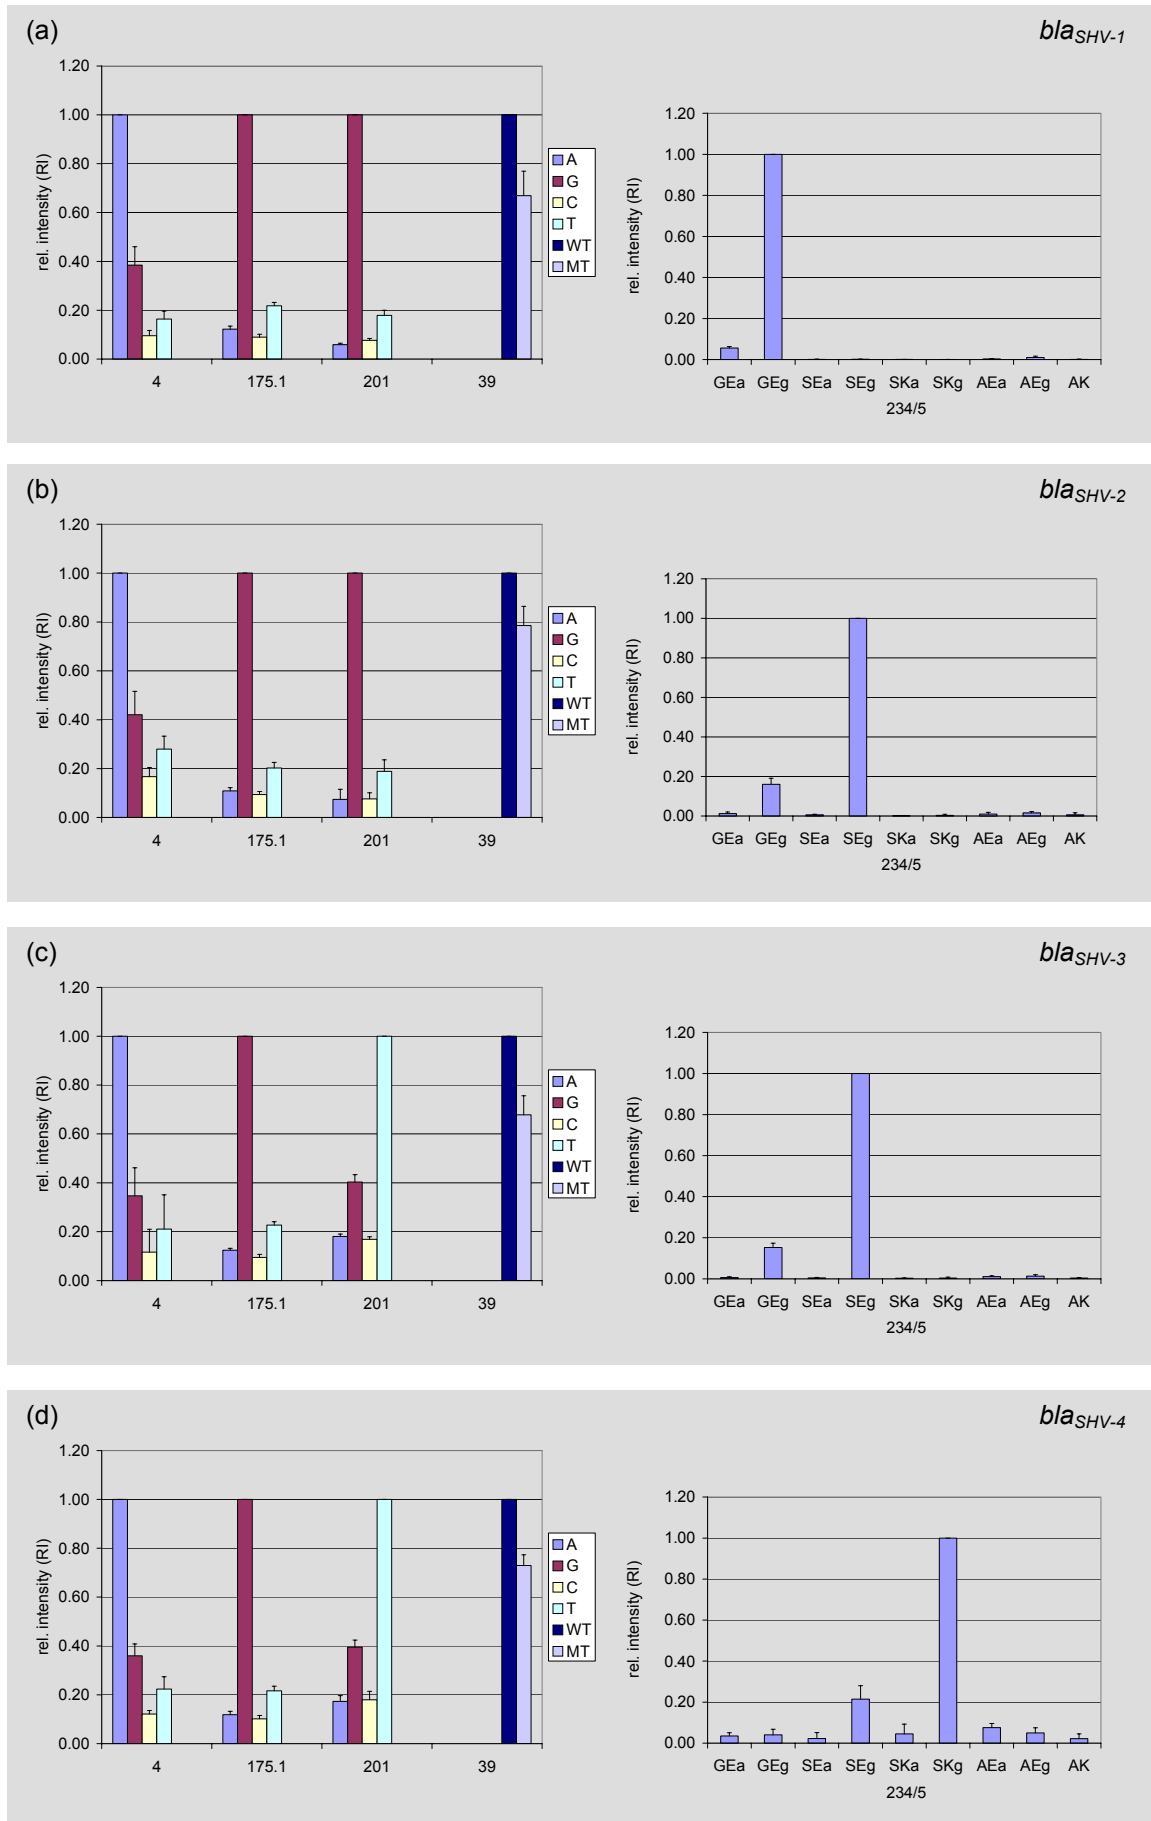 (a)
bla SHV-1
rel. intensity (RI)
1.20
1.00
0.80
0.60
0.40
0.20
0.00
4 175.1 201 39
A
G
C
T
WT
MT
rel. intensity (RI)
1.20
1.00
0.80
0.60
0.40
0.20
0.00
GEa GEg SEa SEg SKa SKg AEa AEg AK
234/5
(b)
bla SHV-2
rel. intensity (RI)
1.20
1.00
0.80
0.60
0.40
0.20
0.00
4 175.1 201 39
A
G
C
T
WT
MT
rel. intensity (RI)
1.20
1.00
0.80
0.60
0.40
0.20
0.00
GEa GEg SEa SEg SKa SKg AEa AEg AK
234/5
(c)
bla SHV-3
rel. intensity (RI)
1.20
1.00
0.80
0.60
0.40
0.20
0.00
4 175.1 201 39
A
G
C
T
WT
MT
rel. intensity (RI)
1.20
1.00
0.80
0.60
0.40
0.20
0.00
GEa GEg SEa SEg SKa SKg AEa AEg AK
234/5
(d)
bla SHV-4
rel. intensity (RI)
1.20
1.00
0.80
0.60
0.40
0.20
0.00
4 175.1 201 39
A
G
C
T
WT
MT
rel. intensity (RI)
1.20
1.00
0.80
0.60
0.40
0.20
0.00
GEa GEg SEa SEg SKa SKg AEa AEg AK
234/5